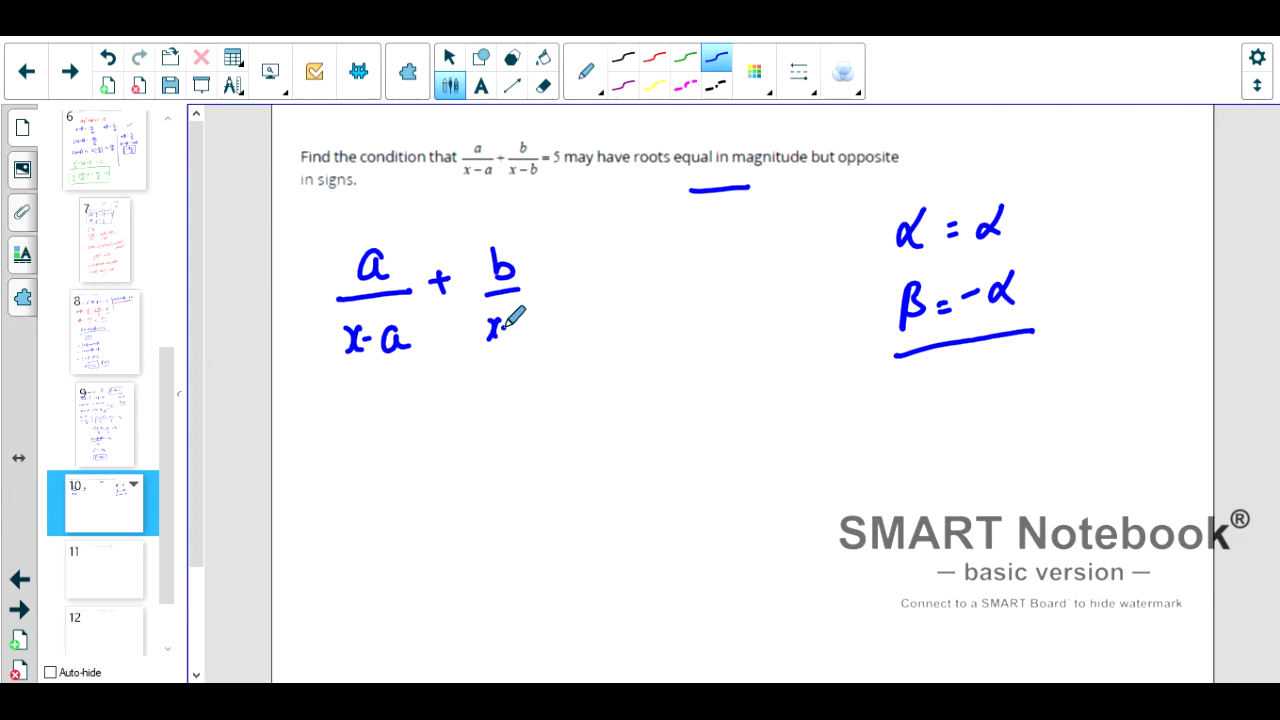 Find the condition that a/(x – a) + b/(x – b) = 5 may have roots equal in magnitude but opposite
in signs.
a/(x-a) + b/x-
α = α
β = -α
6
7
8
9
10
11
12
Auto-hide
SMART Notebook®
— basic version —
Connect to a SMART Board™ to hide watermark